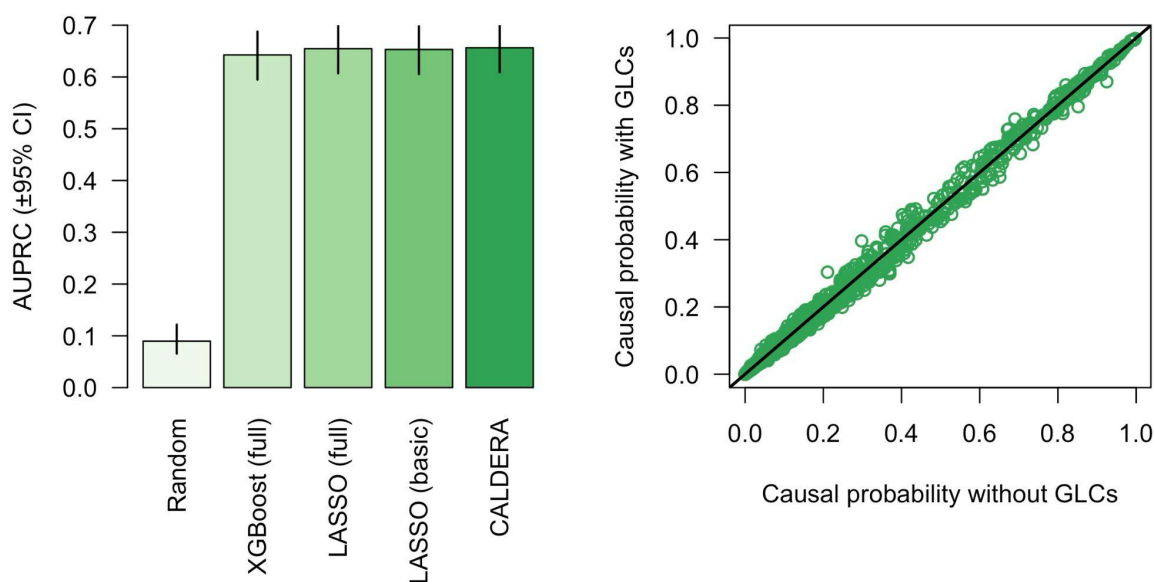 AUPRC (±95% CI)
0.7
0.6
0.5
0.4
0.3
0.2
0.1
0.0
Random
XGBoost (full)
LASSO (full)
LASSO (basic)
CALDERA
Causal probability with GLCs
1.0
0.8
0.6
0.4
0.2
0.0
0.0 0.2 0.4 0.6 0.8 1.0
Causal probability without GLCs